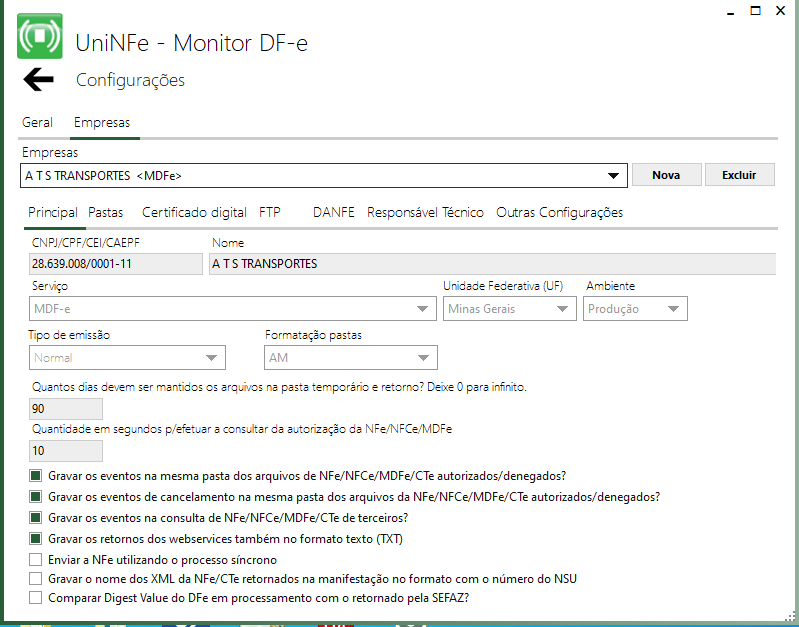 UniNFe - Monitor DF-e
Configurações
Geral Empresas
Empresas
A T S TRANSPORTES <MDFe>
Nova Excluir
Principal Pastas Certificado digital FTP DANFE Responsável Técnico Outras Configurações
CNPJ/CPF/CEI/CAEPF Nome
28.639.008/0001-11 A T S TRANSPORTES
Serviço Unidade Federativa (UF) Ambiente
MDF-e Minas Gerais Produção
Tipo de emissão Formatação pastas
Normal AM
Quantos dias devem ser mantidos os arquivos na pasta temporário e retorno? Deixe 0 para infinito.
90
Quantidade em segundos p/efetuar a consultar da autorização da NFe/NFCe/MDFe
10
Gravar os eventos na mesma pasta dos arquivos de NFe/NFCe/MDFe/CTe autorizados/denegados?
Gravar os eventos de cancelamento na mesma pasta dos arquivos da NFe/NFCe/MDFe/CTe autorizados/denegados?
Gravar os eventos na consulta de NFe/NFCe/MDFe/CTe de terceiros?
Gravar os retornos dos webservices também no formato texto (TXT)
Enviar a NFe utilizando o processo síncrono
Gravar o nome dos XML da NFe/CTe retornados na manifestação no formato com o número do NSU
Comparar Digest Value do DFe em processamento com o retornado pela SEFAZ?